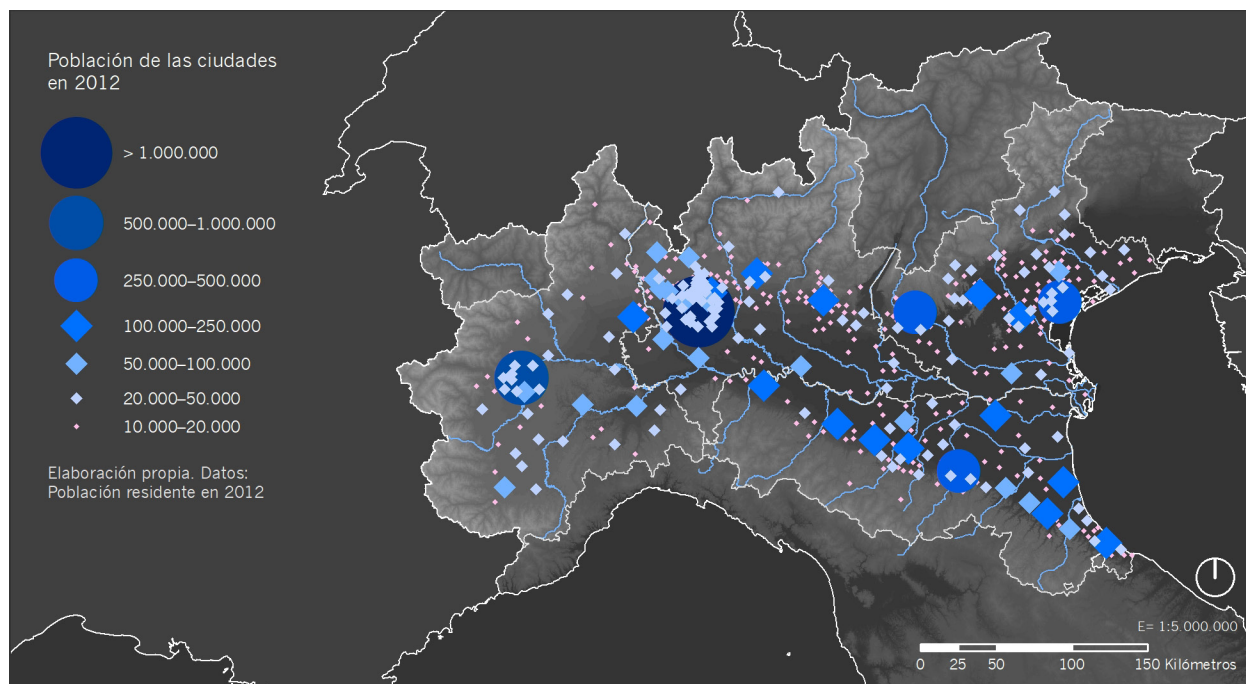 Población de las ciudades
en 2012
> 1.000.000
500.000–1.000.000
250.000–500.000
100.000–250.000
50.000–100.000
20.000–50.000
10.000–20.000
Elaboración propia. Datos:
Población residente en 2012
E= 1:5.000.000
0 25 50 100 150 Kilómetros